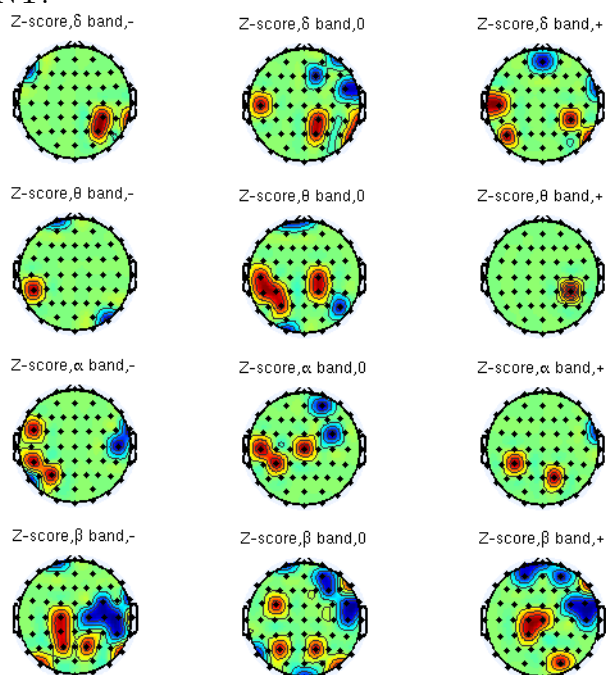 Z-score,δ band,- Z-score,δ band,0 Z-score,δ band,+
Z-score,θ band,- Z-score,θ band,0 Z-score,θ band,+
Z-score,α band,- Z-score,α band,0 Z-score,α band,+
Z-score,β band,- Z-score,β band,0 Z-score,β band,+